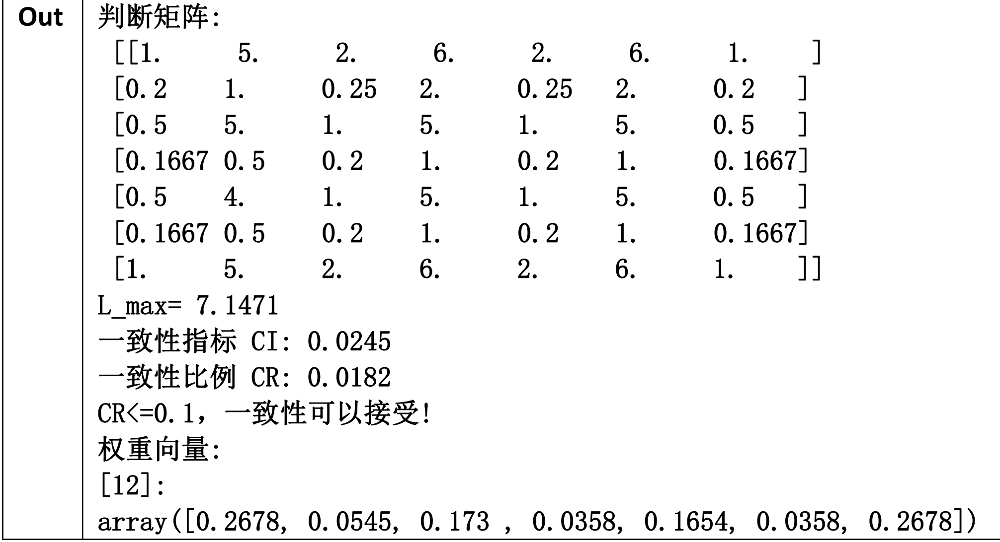 Out
判断矩阵:
[[1. 5. 2. 6. 2. 6. 1. ]
[0.2 1. 0.25 2. 0.25 2. 0.2 ]
[0.5 5. 1. 5. 1. 5. 0.5 ]
[0.1667 0.5 0.2 1. 0.2 1. 0.1667]
[0.5 4. 1. 5. 1. 5. 0.5 ]
[0.1667 0.5 0.2 1. 0.2 1. 0.1667]
[1. 5. 2. 6. 2. 6. 1. ]]
L_max= 7.1471
一致性指标 CI: 0.0245
一致性比例 CR: 0.0182
CR<=0.1，一致性可以接受!
权重向量:
[12]:
array([0.2678, 0.0545, 0.173 , 0.0358, 0.1654, 0.0358, 0.2678])